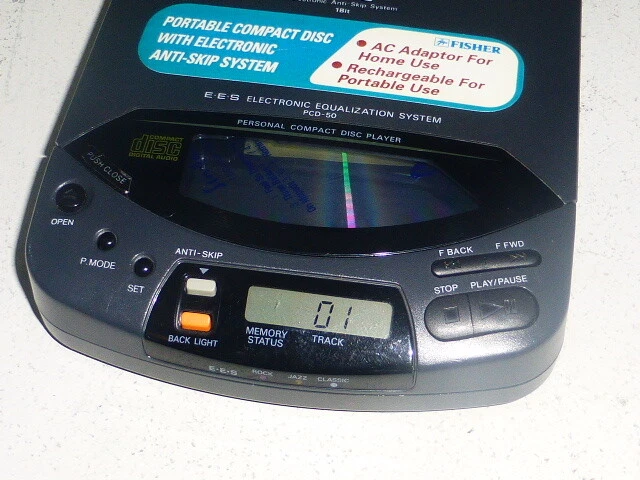 Electronic Anti-Skip System
1Bit
PORTABLE COMPACT DISC
WITH ELECTRONIC
ANTI-SKIP SYSTEM
FISHER
• AC Adaptor For
Home Use
• Rechargeable For
Portable Use
E·E·S ELECTRONIC EQUALIZATION SYSTEM
PCD-50
PERSONAL COMPACT DISC PLAYER
COMPACT
disc
DIGITAL AUDIO
PUSH CLOSE
OPEN
P.MODE
SET
ANTI-SKIP
BACK LIGHT
01
MEMORY
STATUS
TRACK
E·E·S ROCK JAZZ CLASSIC
F BACK F FWD
STOP PLAY/PAUSE